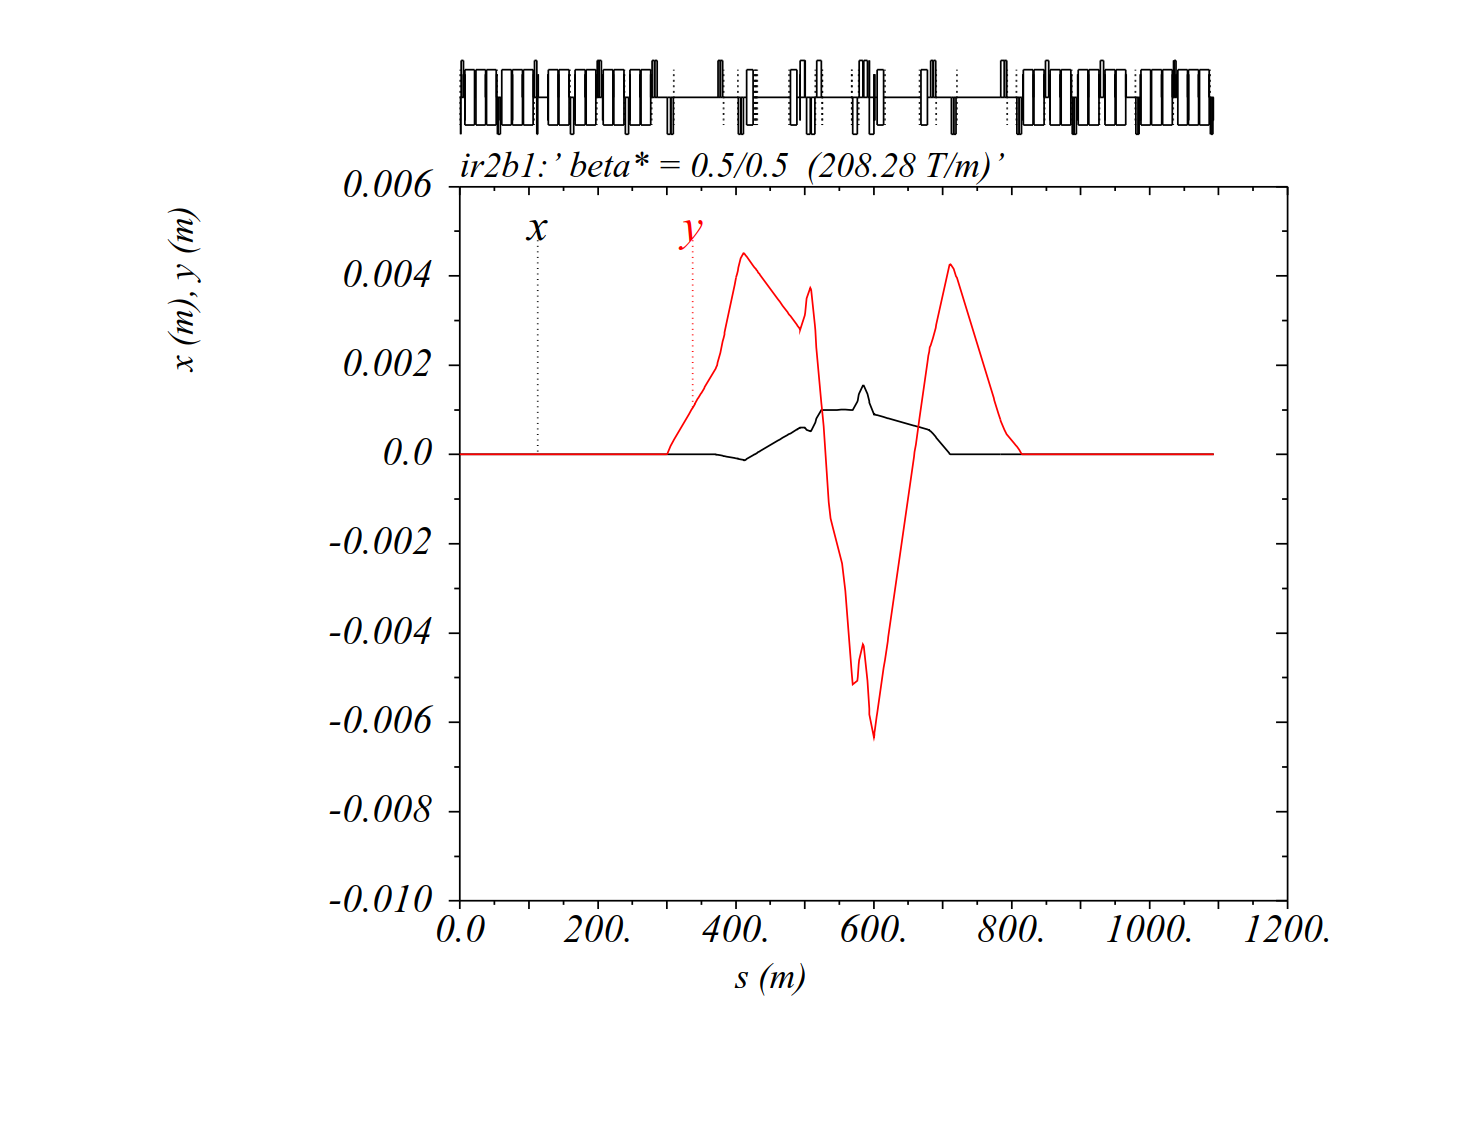 ir2b1:’ beta* = 0.5/0.5 (208.28 T/m)’
x (m), y (m)
x
y
0.006
0.004
0.002
0.0
-0.002
-0.004
-0.006
-0.008
-0.010
0.0 200. 400. 600. 800. 1000. 1200.
s (m)